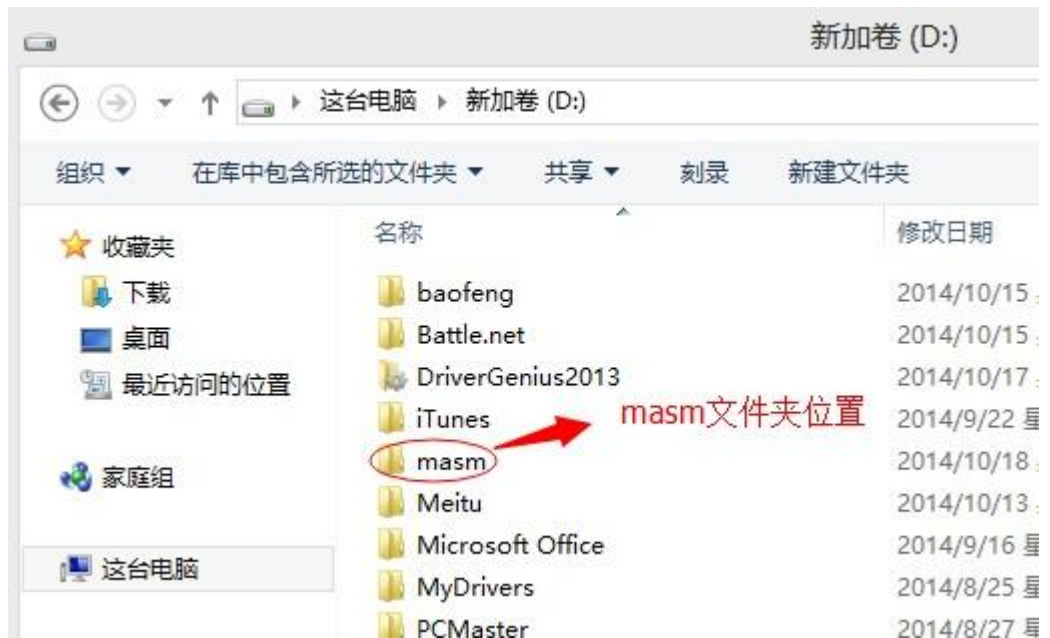 新加卷 (D:)
这台电脑 新加卷 (D:)
组织 在库中包含所选的文件夹 共享 刻录 新建文件夹
名称 修改日期
收藏夹
下载
桌面
最近访问的位置
家庭组
这台电脑
baofeng 2014/10/15
Battle.net 2014/10/15
DriverGenius2013 2014/10/17
iTunes 2014/9/22 星
masm文件夹位置
masm 2014/10/18
Meitu 2014/10/13
Microsoft Office 2014/9/16 星
MyDrivers 2014/8/25 星
PCMaster 2014/8/27 星